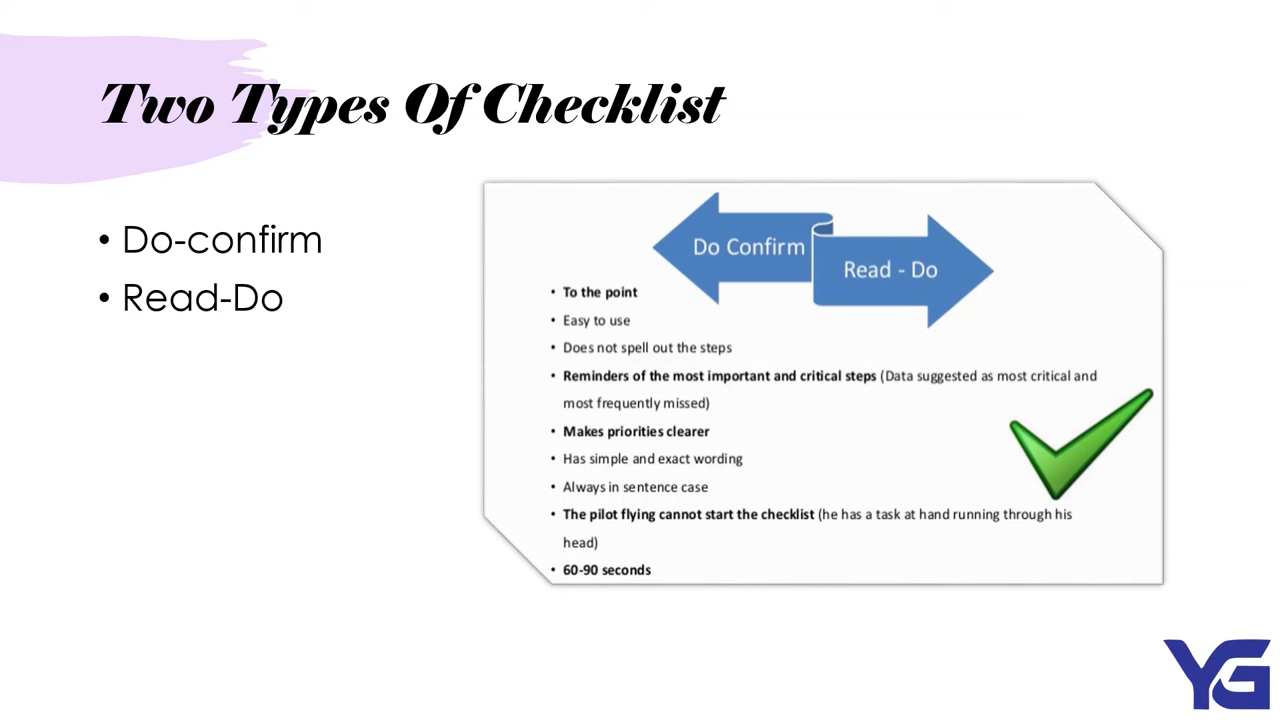 Two Types Of Checklist
• Do-confirm
• Read-Do
Do Confirm
Read - Do
• To the point
• Easy to use
• Does not spell out the steps
• Reminders of the most important and critical steps (Data suggested as most critical and
most frequently missed)
• Makes priorities clearer
• Has simple and exact wording
• Always in sentence case
• The pilot flying cannot start the checklist (he has a task at hand running through his
head)
• 60-90 seconds
YG